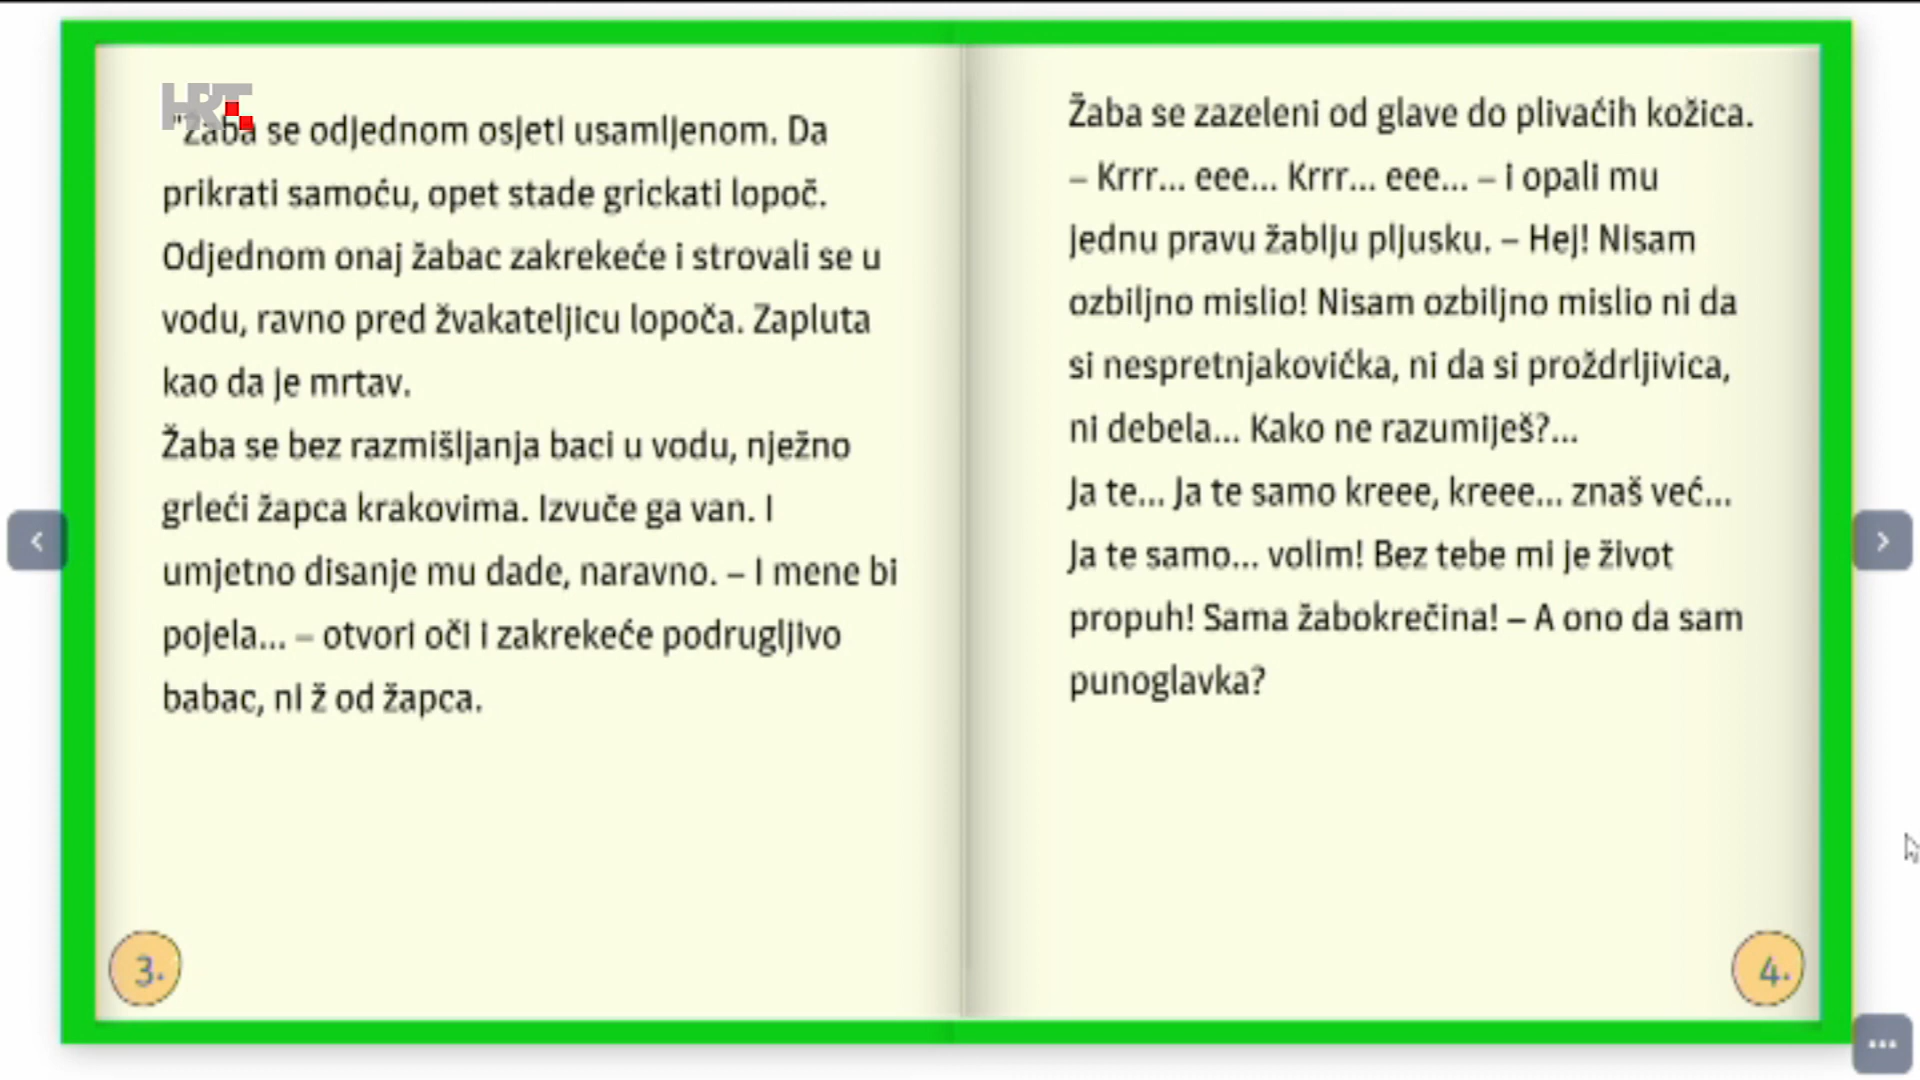 HRT
"Žaba se odjednom osjeti usamljenom. Da
prikrati samoću, opet stade grickati lopoč.
Odjednom onaj žabac zakrekeće i strovali se u
vodu, ravno pred žvakateljicu lopoča. Zapluta
kao da je mrtav.
Žaba se bez razmišljanja baci u vodu, nježno
grleći žapca krakovima. Izvuče ga van. I
umjetno disanje mu dade, naravno. – I mene bi
pojela... – otvori oči i zakrekeće podrugljivo
babac, ni ž od žapca.
3.
Žaba se zazeleni od glave do plivaćih kožica.
– Krrr... eee... Krrr... eee... – i opali mu
jednu pravu žablju pljusku. – Hej! Nisam
ozbiljno mislio! Nisam ozbiljno mislio ni da
si nespretnjakovićka, ni da si proždrljivica,
ni debela... Kako ne razumiješ?...
Ja te... Ja te samo kreee, kreee... znaš već...
Ja te samo... volim! Bez tebe mi je život
propuh! Sama žabokrečina! – A ono da sam
punoglavka?
4.